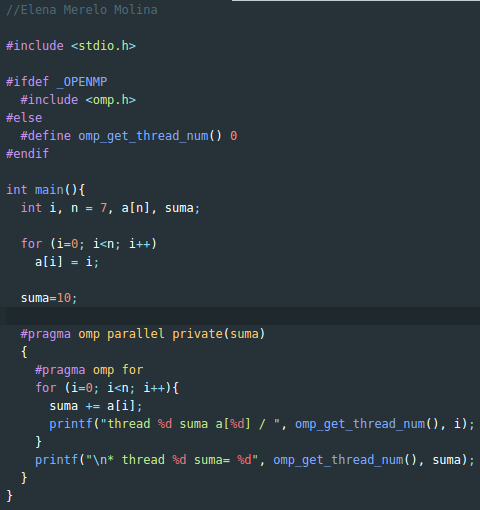 //Elena Merelo Molina

#include <stdio.h>

#ifdef _OPENMP
  #include <omp.h>
#else
  #define omp_get_thread_num() 0
#endif

int main(){
  int i, n = 7, a[n], suma;

  for (i=0; i<n; i++)
    a[i] = i;

  suma=10;

  #pragma omp parallel private(suma)
  {
    #pragma omp for
    for (i=0; i<n; i++){
      suma += a[i];
      printf("thread %d suma a[%d] / ", omp_get_thread_num(), i);
    }
    printf("\n* thread %d suma= %d", omp_get_thread_num(), suma);
  }
}